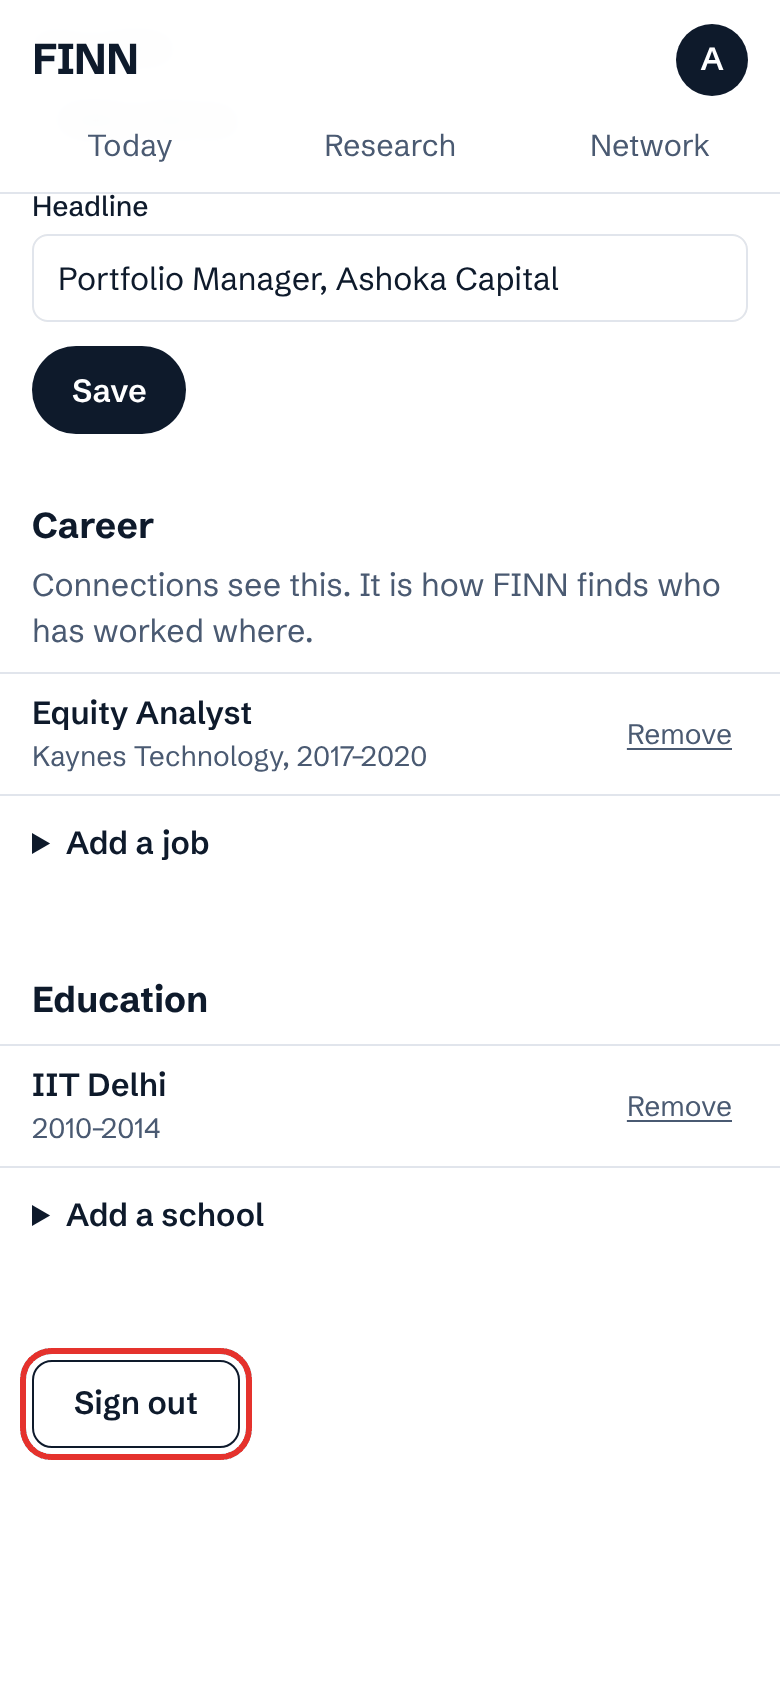 FINN
A
Today
Research
Network
Headline
Portfolio Manager, Ashoka Capital
Save
Career
Connections see this. It is how FINN finds who
has worked where.
Equity Analyst
Kaynes Technology, 2017–2020
Remove
Add a job
Education
IIT Delhi
2010–2014
Remove
Add a school
Sign out